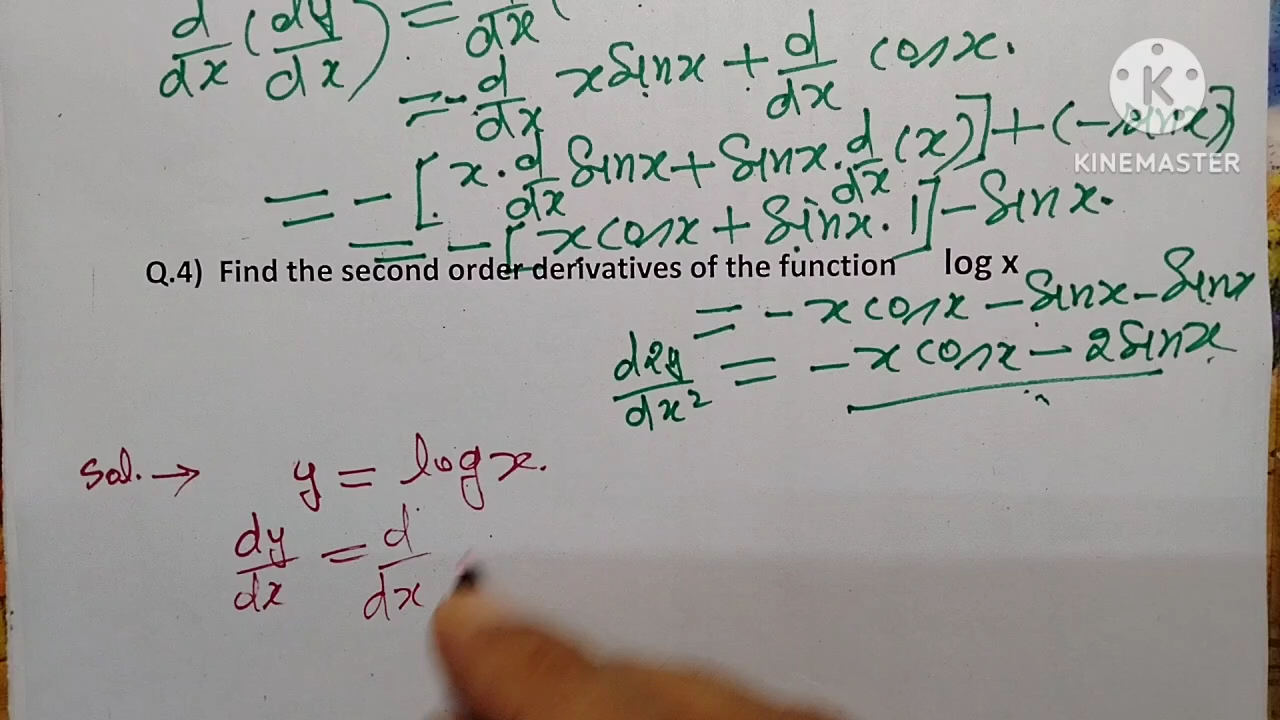 d/dx (dy/dx) = d/dx
= - d/dx x Sinx + d/dx cosx.
= - [x. d/dx Sinx + Sinx. d/dx (x)] + (-sinx)
= - [xcosx + Sinx. 1] - Sinx.
Q.4) Find the second order derivatives of the function log x
= - x cosx - Sinx - Sinx
d2y/dx² = - x cosx - 2Sinx
Sol. → y = logx.
dy/dx = d/dx
K
KINEMASTER